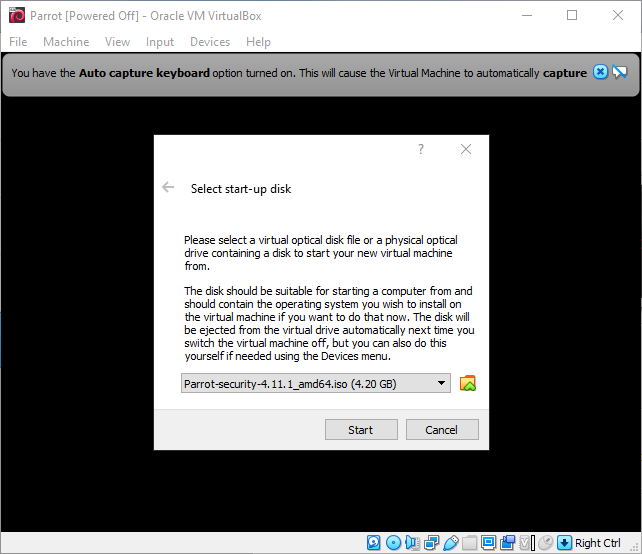 Parrot [Powered Off] - Oracle VM VirtualBox
File Machine View Input Devices Help
You have the Auto capture keyboard option turned on. This will cause the Virtual Machine to automatically capture
?
Select start-up disk
Please select a virtual optical disk file or a physical optical
drive containing a disk to start your new virtual machine
from.
The disk should be suitable for starting a computer from and
should contain the operating system you wish to install on
the virtual machine if you want to do that now. The disk will
be ejected from the virtual drive automatically next time you
switch the virtual machine off, but you can also do this
yourself if needed using the Devices menu.
Parrot-security-4.11.1_amd64.iso (4.20 GB)
Start Cancel
Right Ctrl